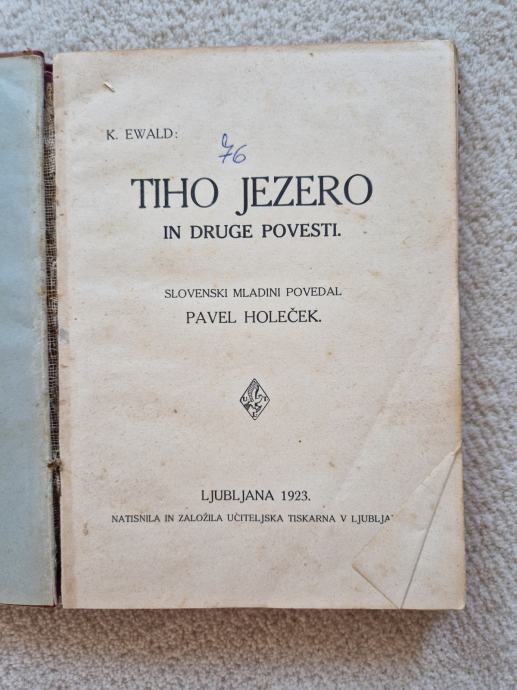 K. EWALD:
76
TIHO JEZERO
IN DRUGE POVESTI.
SLOVENSKI MLADINI POVEDAL
PAVEL HOLEČEK.
LJUBLJANA 1923.
NATISNILA IN ZALOŽILA UČITELJSKA TISKARNA V